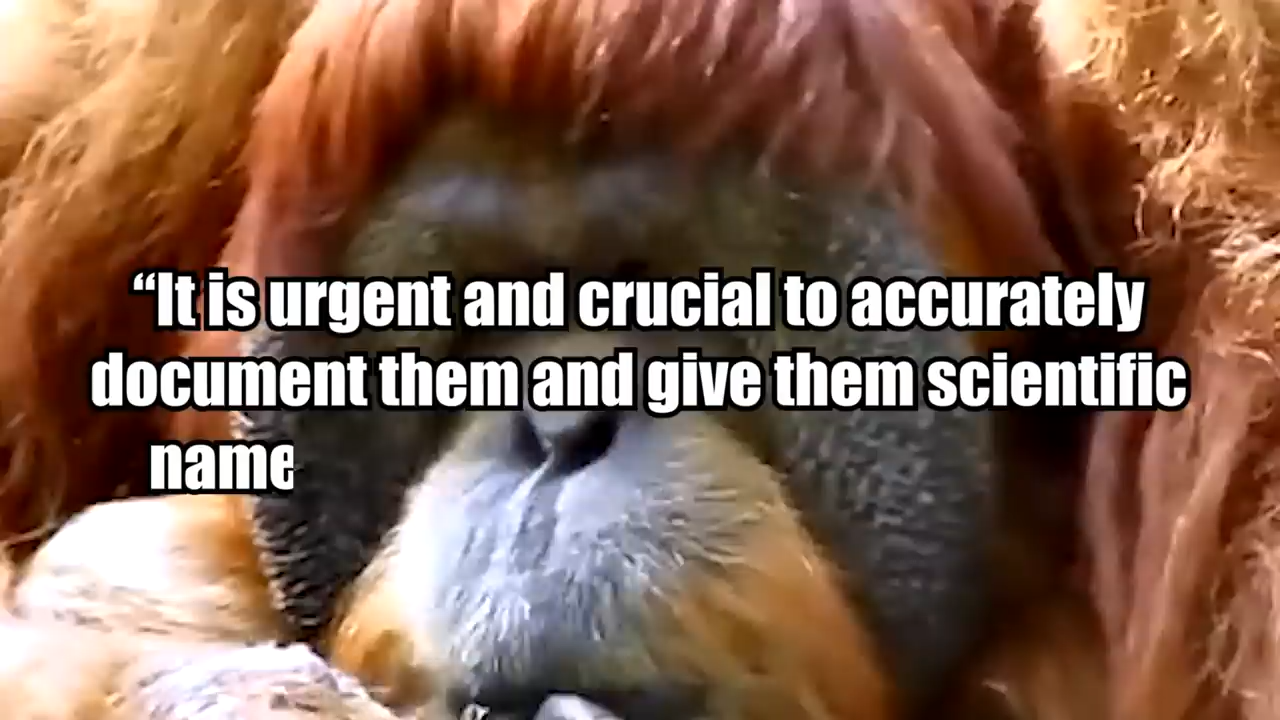 “It is urgent and crucial to accurately
document them and give them scientific
name